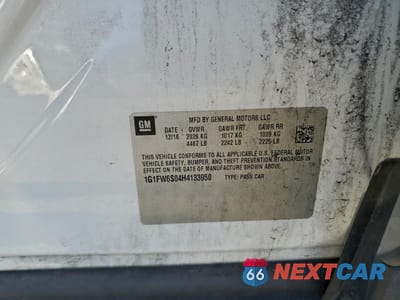 GM
MFD BY GENERAL MOTORS LLC
DATE GVWR GAWR FRT. GAWR RR
12/16 2026 KG 1017 KG 1009 KG
4467 LB 2242 LB 2225 LB
THIS VEHICLE CONFORMS TO ALL APPLICABLE U.S. FEDERAL MOTOR
VEHICLE SAFETY, BUMPER, AND THEFT PREVENTION STANDARDS
IN EFFECT ON THE DATE OF MANUFACTURE SHOWN ABOVE.
1G1FW6S04H4133950
TYPE: PASS CAR
66 NEXTCAR